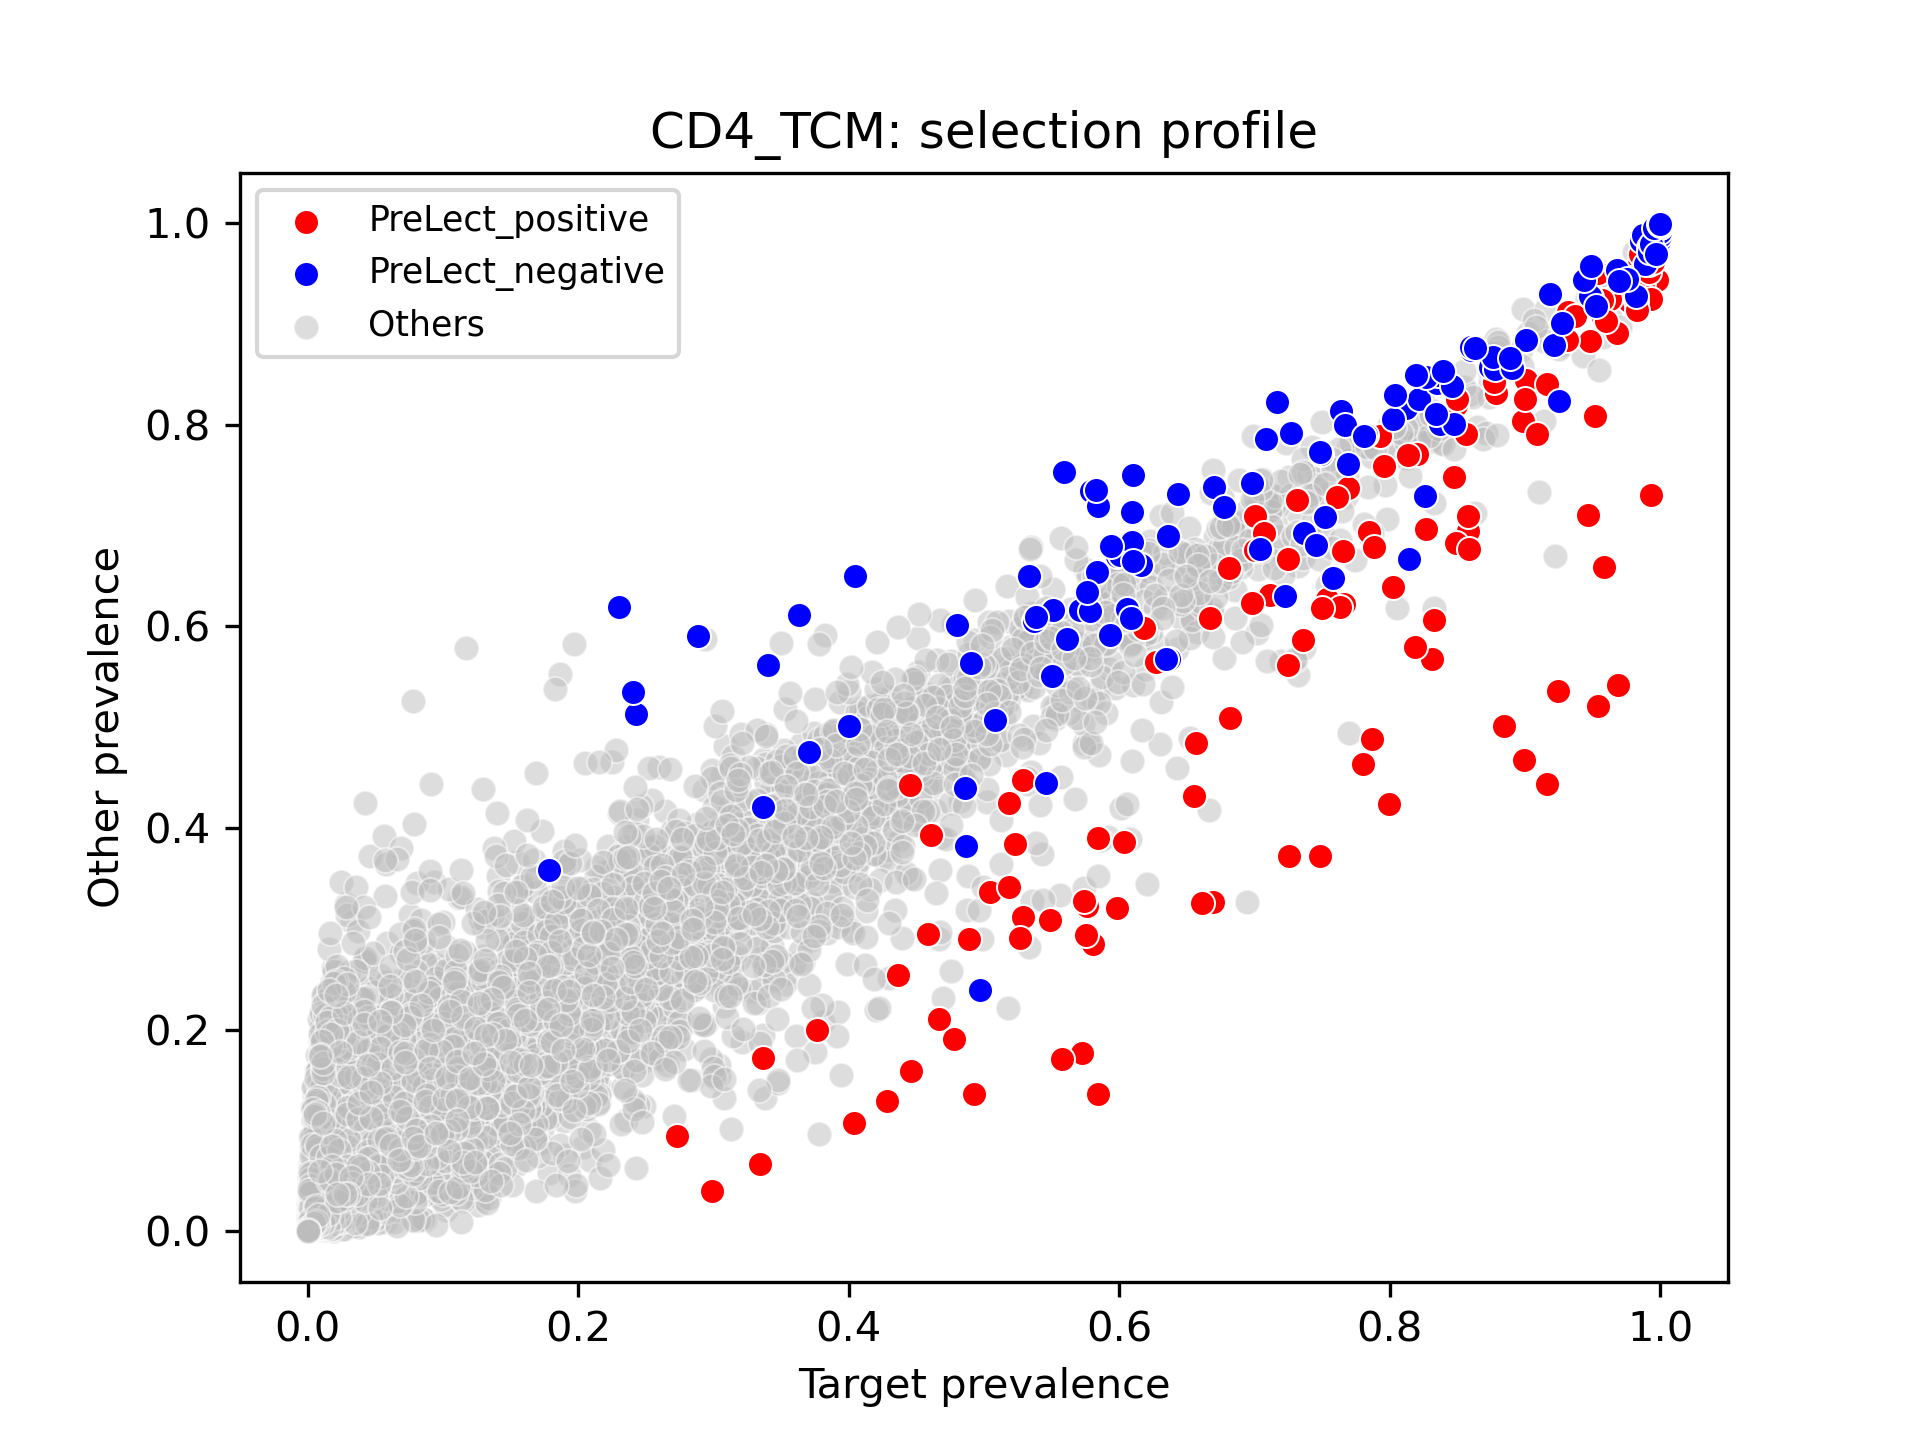 CD4_TCM: selection profile
PreLect_positive
PreLect_negative
Others
1.0
0.8
0.6
0.4
0.2
0.0
Other prevalence
0.0 0.2 0.4 0.6 0.8 1.0
Target prevalence